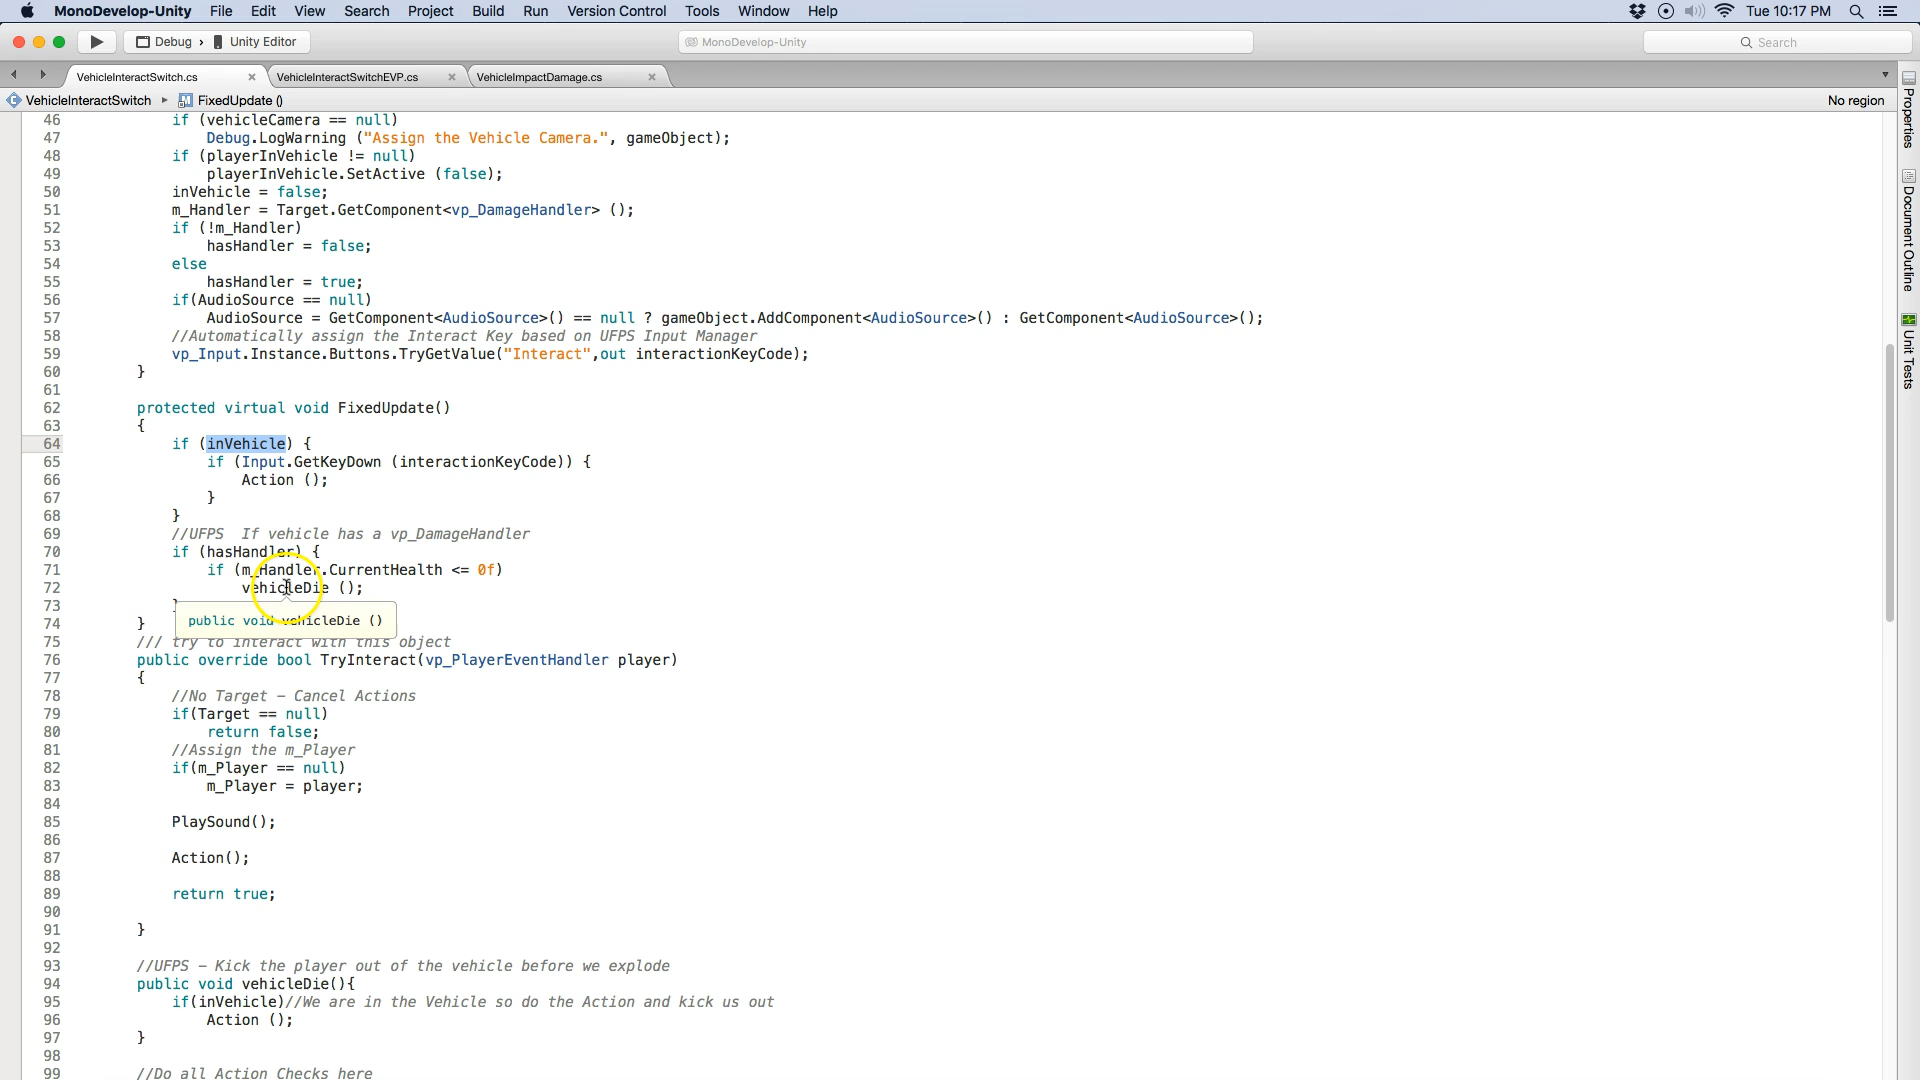 MonoDevelop-Unity File Edit View Search Project Build Run Version Control Tools Window Help Tue 10:17 PM
Debug › Unity Editor MonoDevelop-Unity Search
VehicleInteractSwitch.cs VehicleInteractSwitchEVP.cs VehicleImpactDamage.cs
VehicleInteractSwitch FixedUpdate () No region
46 if (vehicleCamera == null)
47 Debug.LogWarning ("Assign the Vehicle Camera.", gameObject);
48 if (playerInVehicle != null)
49 playerInVehicle.SetActive (false);
50 inVehicle = false;
51 m_Handler = Target.GetComponent<vp_DamageHandler> ();
52 if (!m_Handler)
53 hasHandler = false;
54 else
55 hasHandler = true;
56 if(AudioSource == null)
57 AudioSource = GetComponent<AudioSource>() == null ? gameObject.AddComponent<AudioSource>() : GetComponent<AudioSource>();
58 //Automatically assign the Interact Key based on UFPS Input Manager
59 vp_Input.Instance.Buttons.TryGetValue("Interact",out interactionKeyCode);
60 }
61
62 protected virtual void FixedUpdate()
63 {
64 if (inVehicle) {
65 if (Input.GetKeyDown (interactionKeyCode)) {
66 Action ();
67 }
68 }
69 //UFPS If vehicle has a vp_DamageHandler
70 if (hasHandler) {
71 if (m_Handler.CurrentHealth <= 0f)
72 vehicleDie ();
73 }
public void vehicleDie ()
74 }
75 /// try to interact with this object
76 public override bool TryInteract(vp_PlayerEventHandler player)
77 {
78 //No Target – Cancel Actions
79 if(Target == null)
80 return false;
81 //Assign the m_Player
82 if(m_Player == null)
83 m_Player = player;
84
85 PlaySound();
86
87 Action();
88
89 return true;
90
91 }
92
93 //UFPS – Kick the player out of the vehicle before we explode
94 public void vehicleDie(){
95 if(inVehicle)//We are in the Vehicle so do the Action and kick us out
96 Action ();
97 }
98
99 //Do all Action Checks here
Properties
Document Outline
Unit Tests